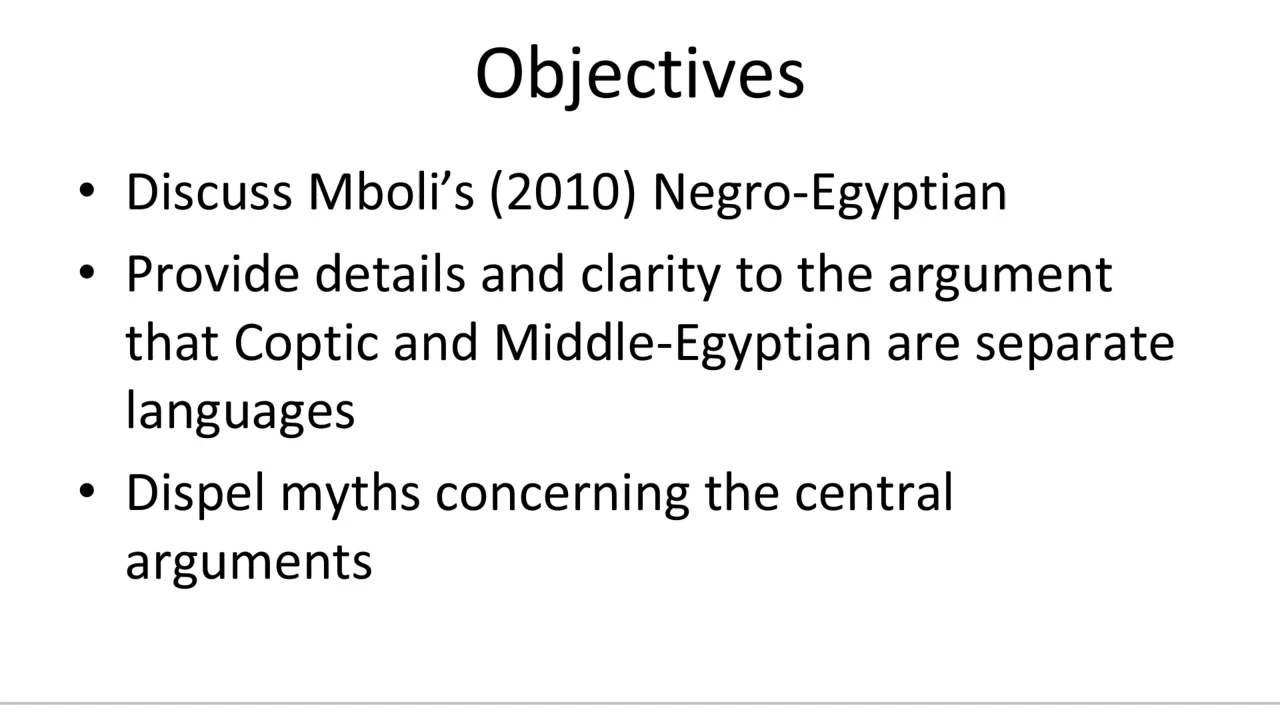 Objectives
• Discuss Mboli’s (2010) Negro-Egyptian
• Provide details and clarity to the argument
that Coptic and Middle-Egyptian are separate
languages
• Dispel myths concerning the central
arguments